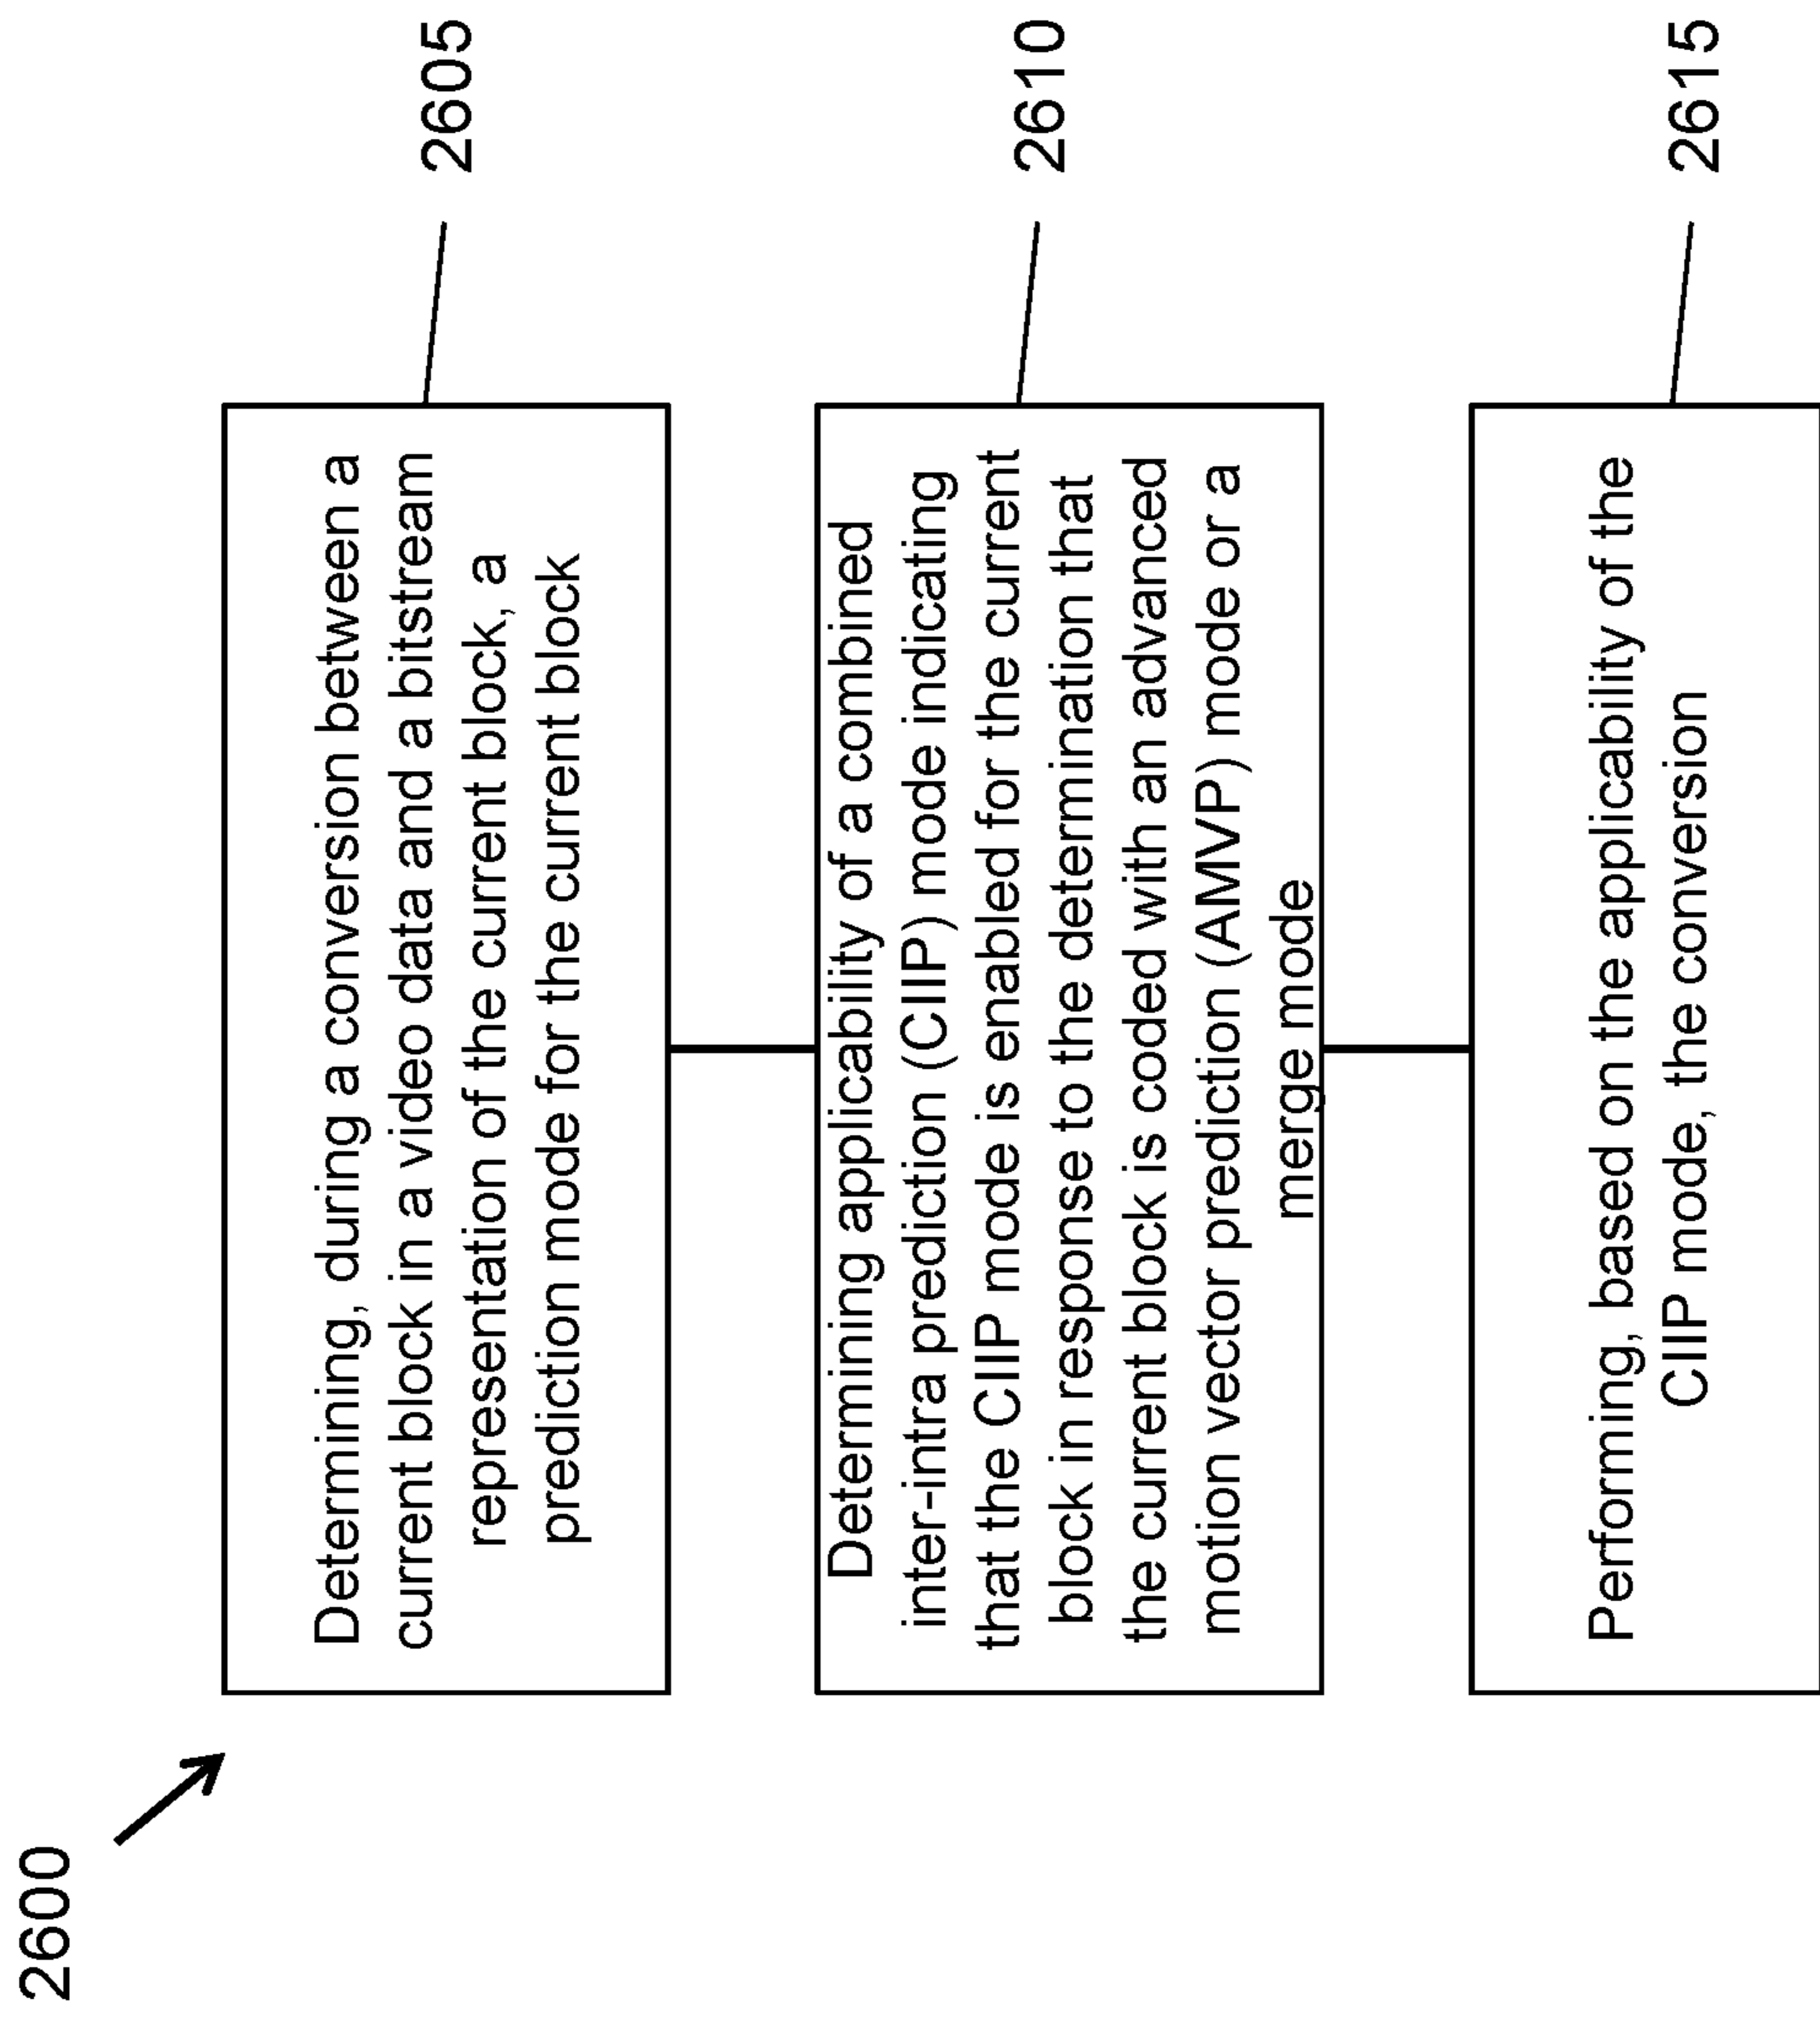 2600
Determining, during a conversion between a
current block in a video data and a bitstream
representation of the current block, a
prediction mode for the current block
2605
Determining applicability of a combined
inter-intra prediction (CIIP) mode indicating
that the CIIP mode is enabled for the current
block in response to the determination that
the current block is coded with an advanced
motion vector prediction (AMVP) mode or a
merge mode
2610
Performing, based on the applicability of the
CIIP mode, the conversion
2615